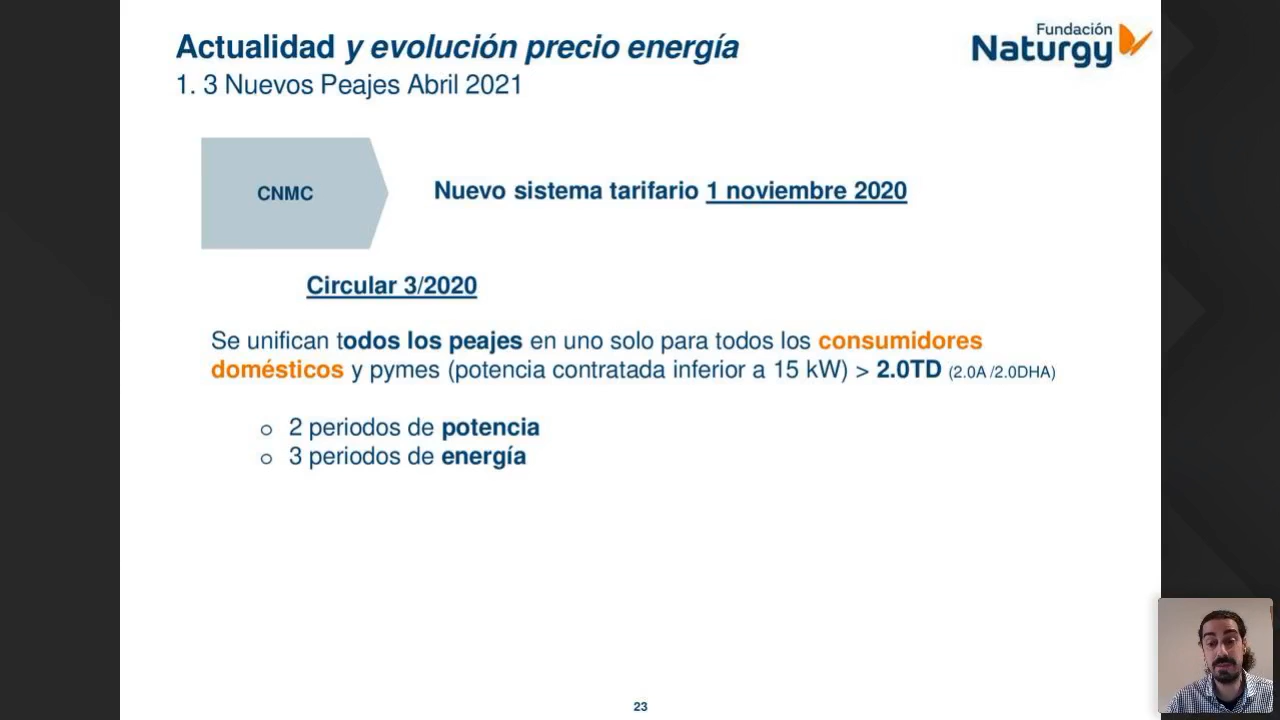 Actualidad y evolución precio energía
Fundación
Naturgy
1. 3 Nuevos Peajes Abril 2021
CNMC
Nuevo sistema tarifario 1 noviembre 2020
Circular 3/2020
Se unifican todos los peajes en uno solo para todos los consumidores
domésticos y pymes (potencia contratada inferior a 15 kW) > 2.0TD (2.0A /2.0DHA)
o 2 periodos de potencia
o 3 periodos de energía
23